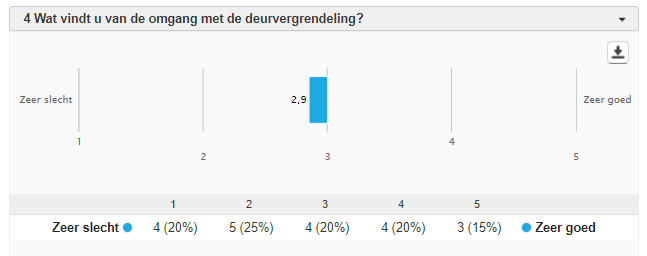 4 Wat vindt u van de omgang met de deurvergrendeling?
Zeer slecht 2,9 Zeer goed
1 4
2 3 5
1 2 3 4 5
Zeer slecht 4 (20%) 5 (25%) 4 (20%) 4 (20%) 3 (15%) Zeer goed